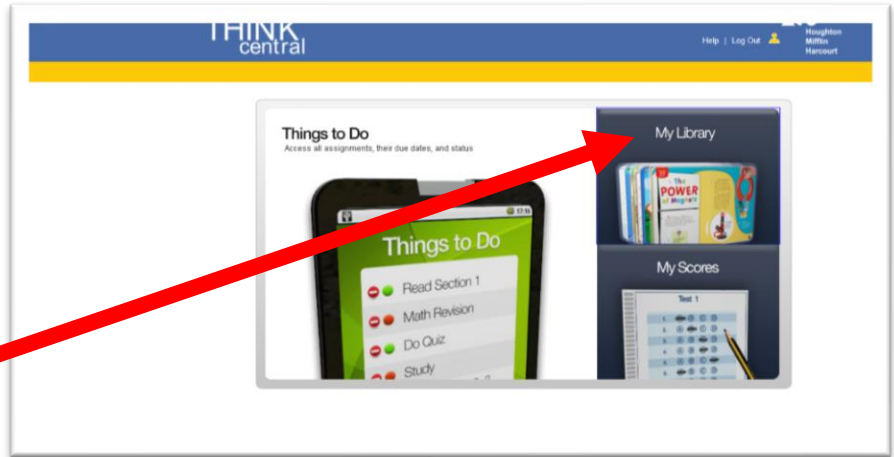 THINK
central
Help | Log Out
Houghton
Mifflin
Harcourt
Things to Do
Access all assignments, their due dates, and status
My Library
The
POWER
of Magnets
Things to Do
Read Section 1
Math Revision
Do Quiz
Study
My Scores
Test 1